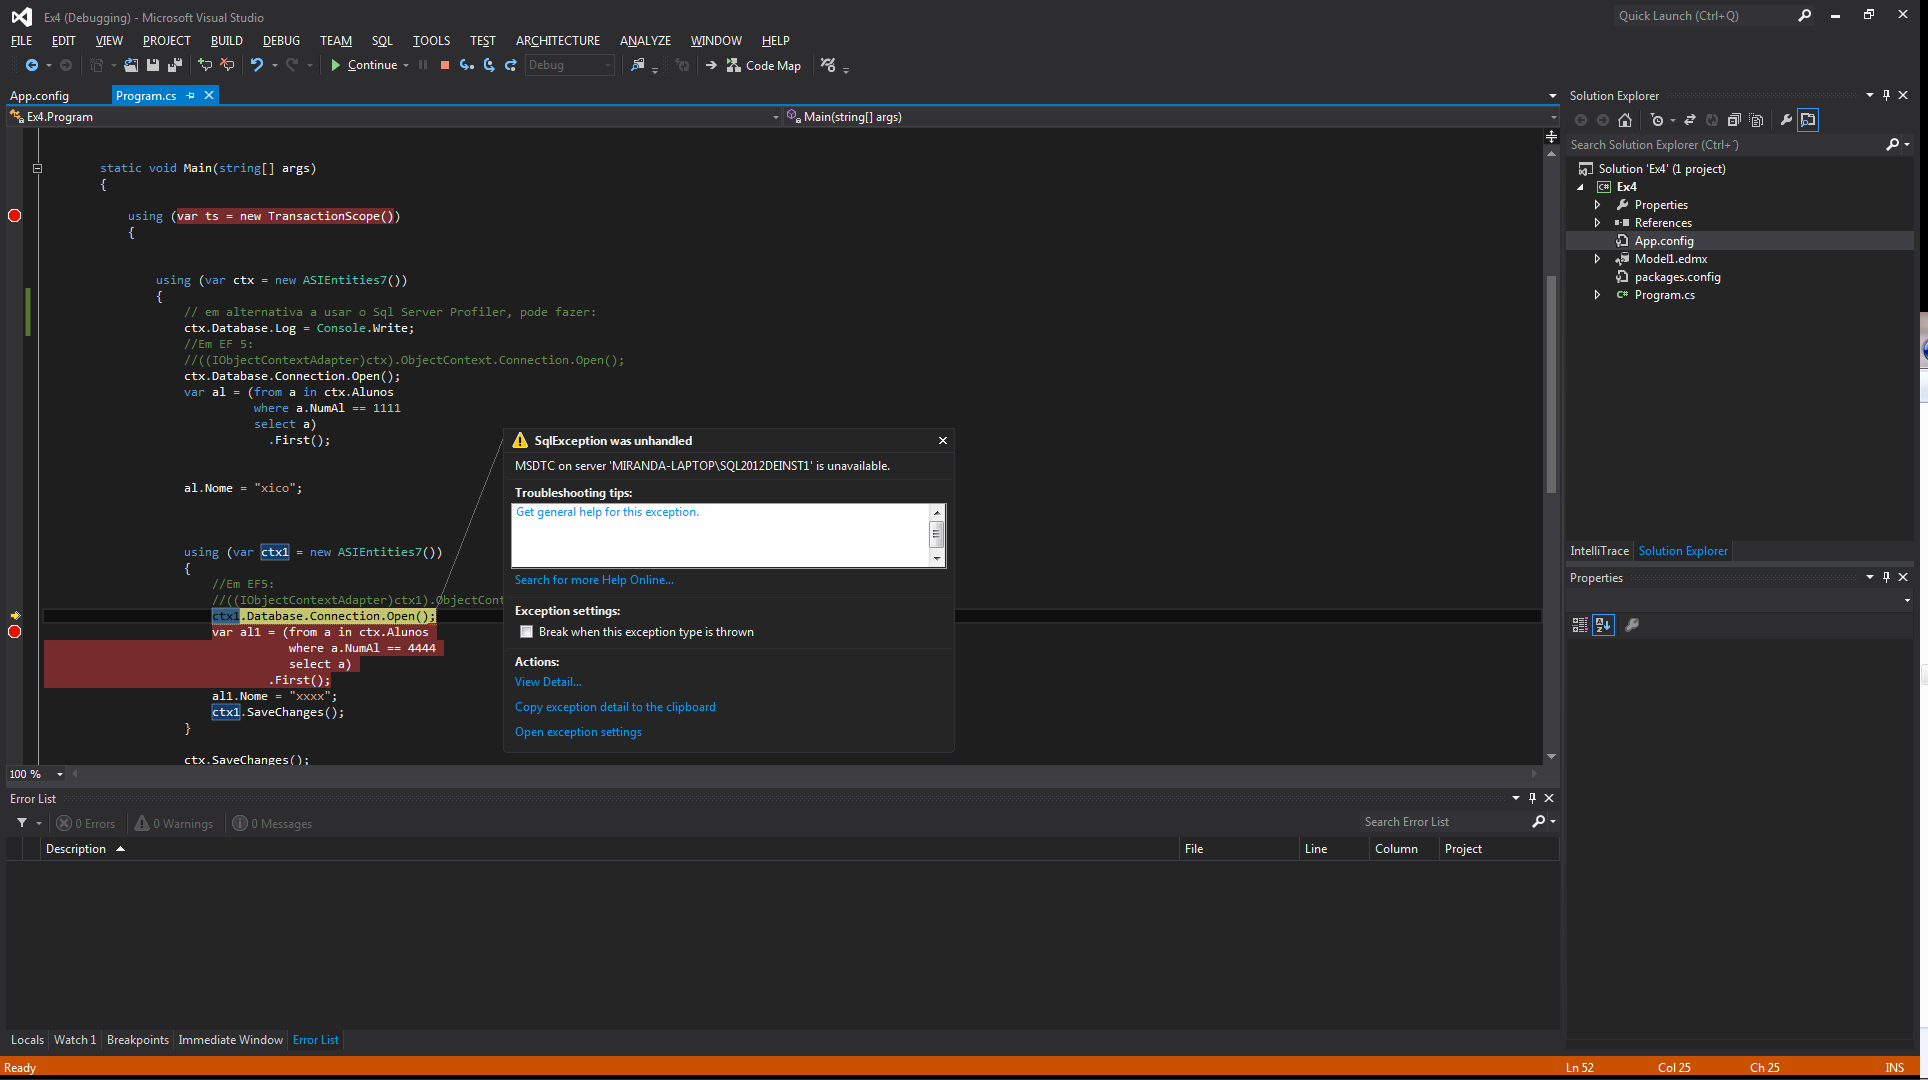 Ex4 (Debugging) - Microsoft Visual Studio
Quick Launch (Ctrl+Q)
FILE EDIT VIEW PROJECT BUILD DEBUG TEAM SQL TOOLS TEST ARCHITECTURE ANALYZE WINDOW HELP
Continue Debug Code Map
App.config Program.cs
Ex4.Program Main(string[] args)
static void Main(string[] args)
{
using (var ts = new TransactionScope())
{
using (var ctx = new ASIEntities7())
{
// em alternativa a usar o Sql Server Profiler, pode fazer:
ctx.Database.Log = Console.Write;
//Em EF 5:
//((IObjectContextAdapter)ctx).ObjectContext.Connection.Open();
ctx.Database.Connection.Open();
var al = (from a in ctx.Alunos
where a.NumAl == 1111
select a)
.First();
al.Nome = "xico";
using (var ctx1 = new ASIEntities7())
{
//Em EF5:
//((IObjectContextAdapter)ctx1).ObjectCont
ctx1.Database.Connection.Open();
var al1 = (from a in ctx.Alunos
where a.NumAl == 4444
select a)
.First();
al1.Nome = "xxxx";
ctx1.SaveChanges();
}
ctx.SaveChanges();
100 %
SqlException was unhandled
MSDTC on server 'MIRANDA-LAPTOP\SQL2012DEINST1' is unavailable.
Troubleshooting tips:
Get general help for this exception.
Search for more Help Online...
Exception settings:
Break when this exception type is thrown
Actions:
View Detail...
Copy exception detail to the clipboard
Open exception settings
Solution Explorer
Search Solution Explorer (Ctrl+´)
Solution 'Ex4' (1 project)
C# Ex4
Properties
References
App.config
Model1.edmx
packages.config
C# Program.cs
IntelliTrace Solution Explorer
Properties
Error List
0 Errors 0 Warnings 0 Messages
Search Error List
Description File Line Column Project
Locals Watch 1 Breakpoints Immediate Window Error List
Ready Ln 52 Col 25 Ch 25 INS